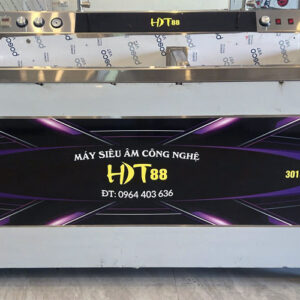 HDT88
MÁY SIÊU ÂM CÔNG NGHỆ
HDT88
ĐT: 0964 403 636
301